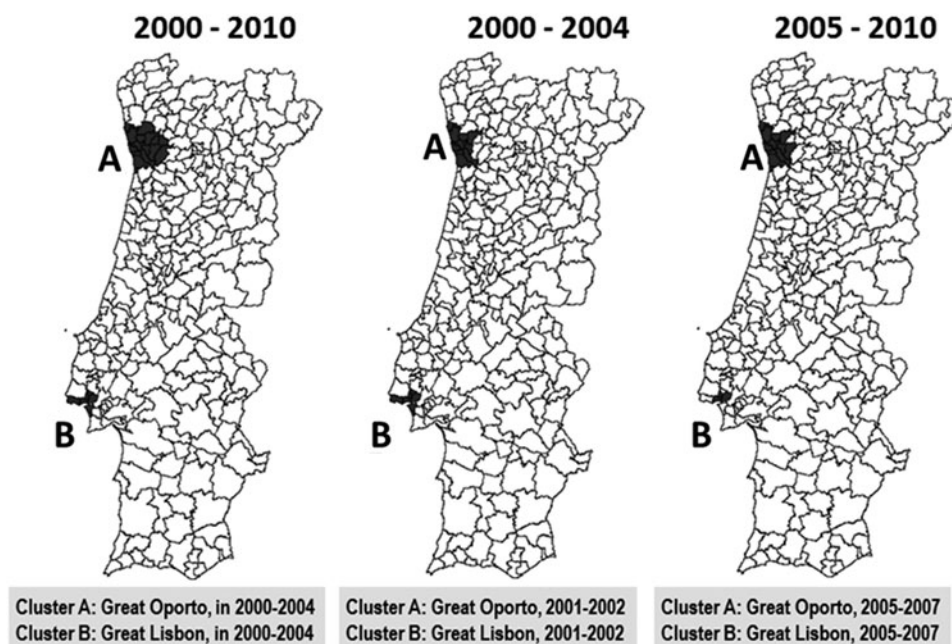 2000 - 2010
2000 - 2004
2005 - 2010
A
A
A
B
B
B
Cluster A: Great Oporto, in 2000-2004
Cluster B: Great Lisbon, in 2000-2004
Cluster A: Great Oporto, 2001-2002
Cluster B: Great Lisbon, 2001-2002
Cluster A: Great Oporto, 2005-2007
Cluster B: Great Lisbon, 2005-2007